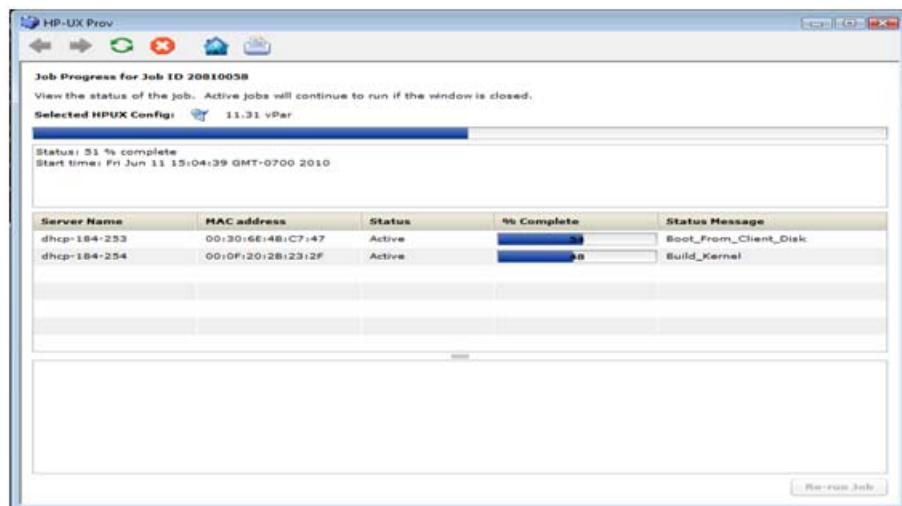 HP-UX Prov
Job Progress for Job ID 20810058
View the status of the job. Active jobs will continue to run if the window is closed.
Selected HPUX Config: 11.31 vPar
Status: 51 % complete
Start time: Fri Jun 11 15:04:39 GMT-0700 2010
Server Name MAC address Status % Complete Status Message
dhcp-184-253 00:30:6E:4B:C7:47 Active 54 Boot_From_Client_Disk
dhcp-184-254 00:0F:20:2B:23:2F Active 48 Build_Kernel
Re-run Job